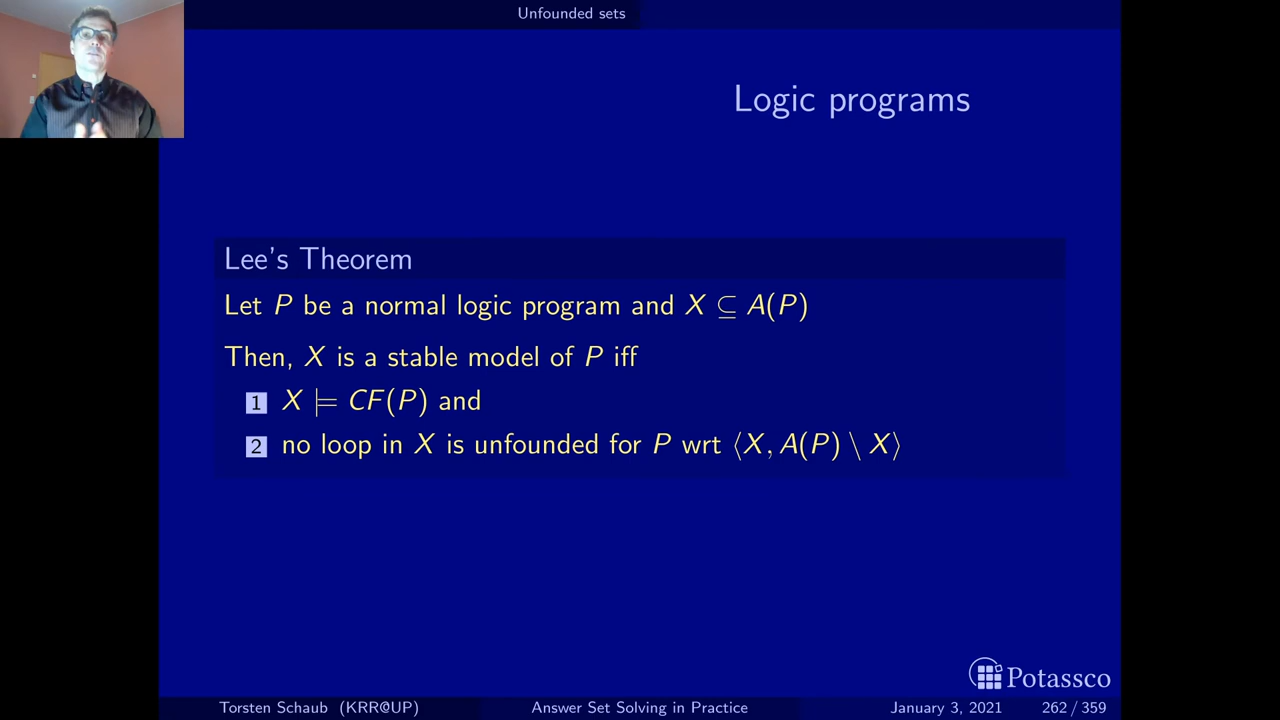 Unfounded sets
Logic programs
Lee's Theorem
Let P be a normal logic program and X ⊆ A(P)
Then, X is a stable model of P iff
1 X ⊨ CF(P) and
2 no loop in X is unfounded for P wrt ⟨X, A(P) \ X⟩
Potassco
Torsten Schaub (KRR@UP) Answer Set Solving in Practice January 3, 2021 262 / 359